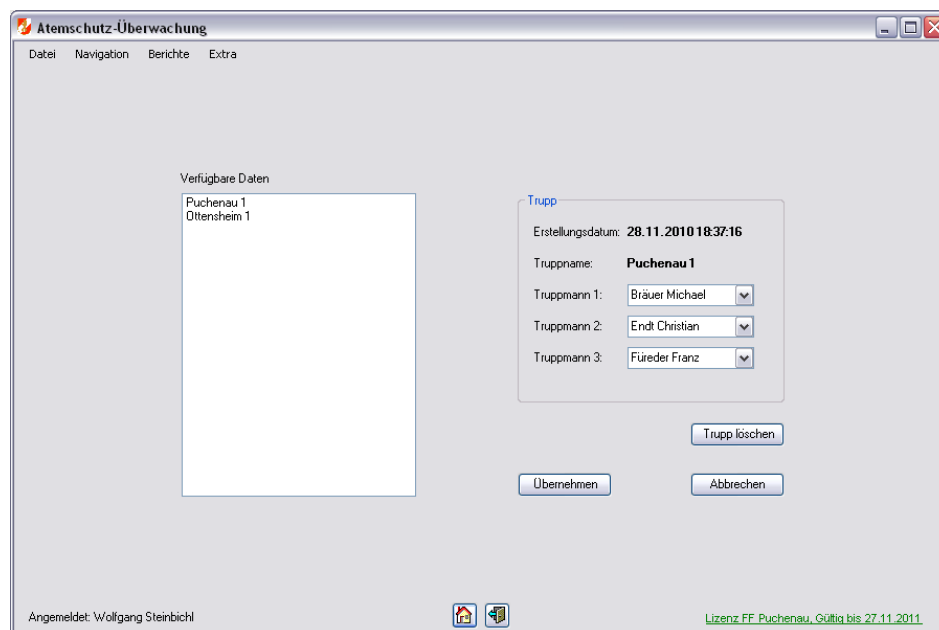 Atemschutz-Überwachung
Datei Navigation Berichte Extra
Verfügbare Daten
Puchenau 1
Ottensheim 1
Trupp
Erstellungsdatum: 28.11.2010 18:37:16
Truppname: Puchenau 1
Truppmann 1: Bräuer Michael
Truppmann 2: Endt Christian
Truppmann 3: Füreder Franz
Trupp löschen
Übernehmen Abbrechen
Angemeldet: Wolfgang Steinbichl
Lizenz FF Puchenau, Gültig bis 27.11.2011